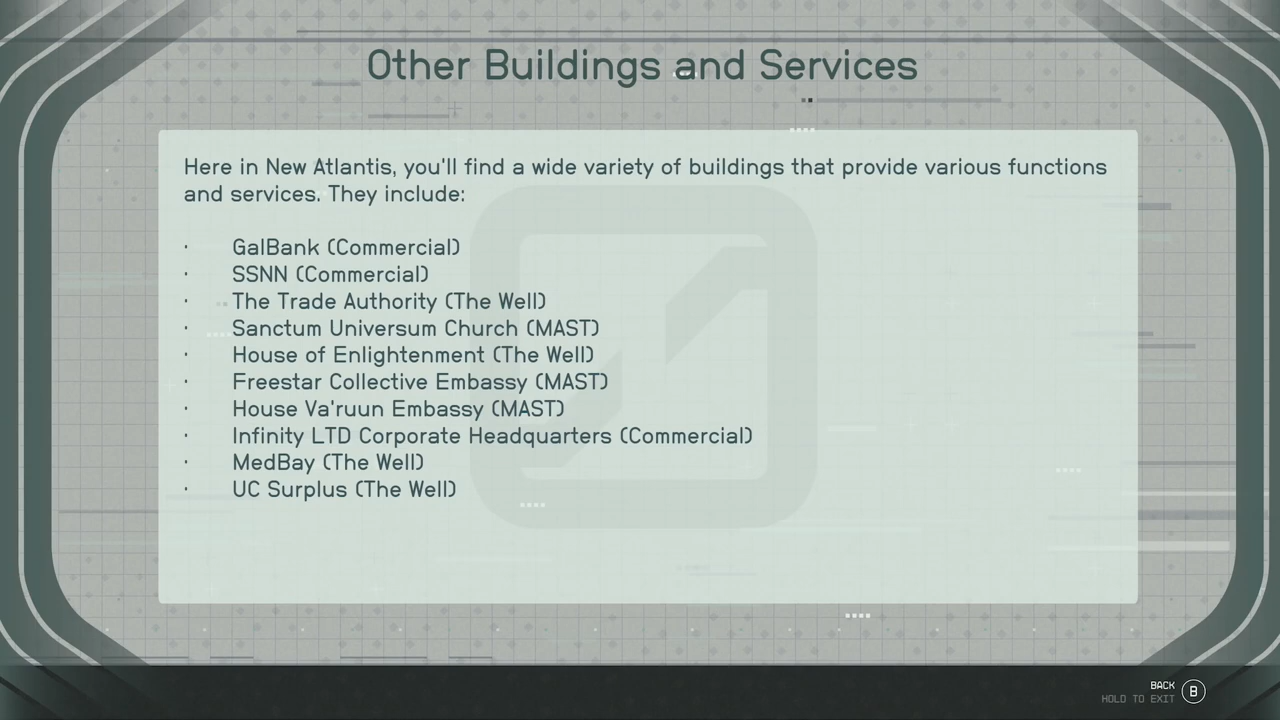 Other Buildings and Services
Here in New Atlantis, you'll find a wide variety of buildings that provide various functions
and services. They include:
· GalBank (Commercial)
· SSNN (Commercial)
· The Trade Authority (The Well)
· Sanctum Universum Church (MAST)
· House of Enlightenment (The Well)
· Freestar Collective Embassy (MAST)
· House Va'ruun Embassy (MAST)
· Infinity LTD Corporate Headquarters (Commercial)
· MedBay (The Well)
· UC Surplus (The Well)
BACK
HOLD TO EXIT
B